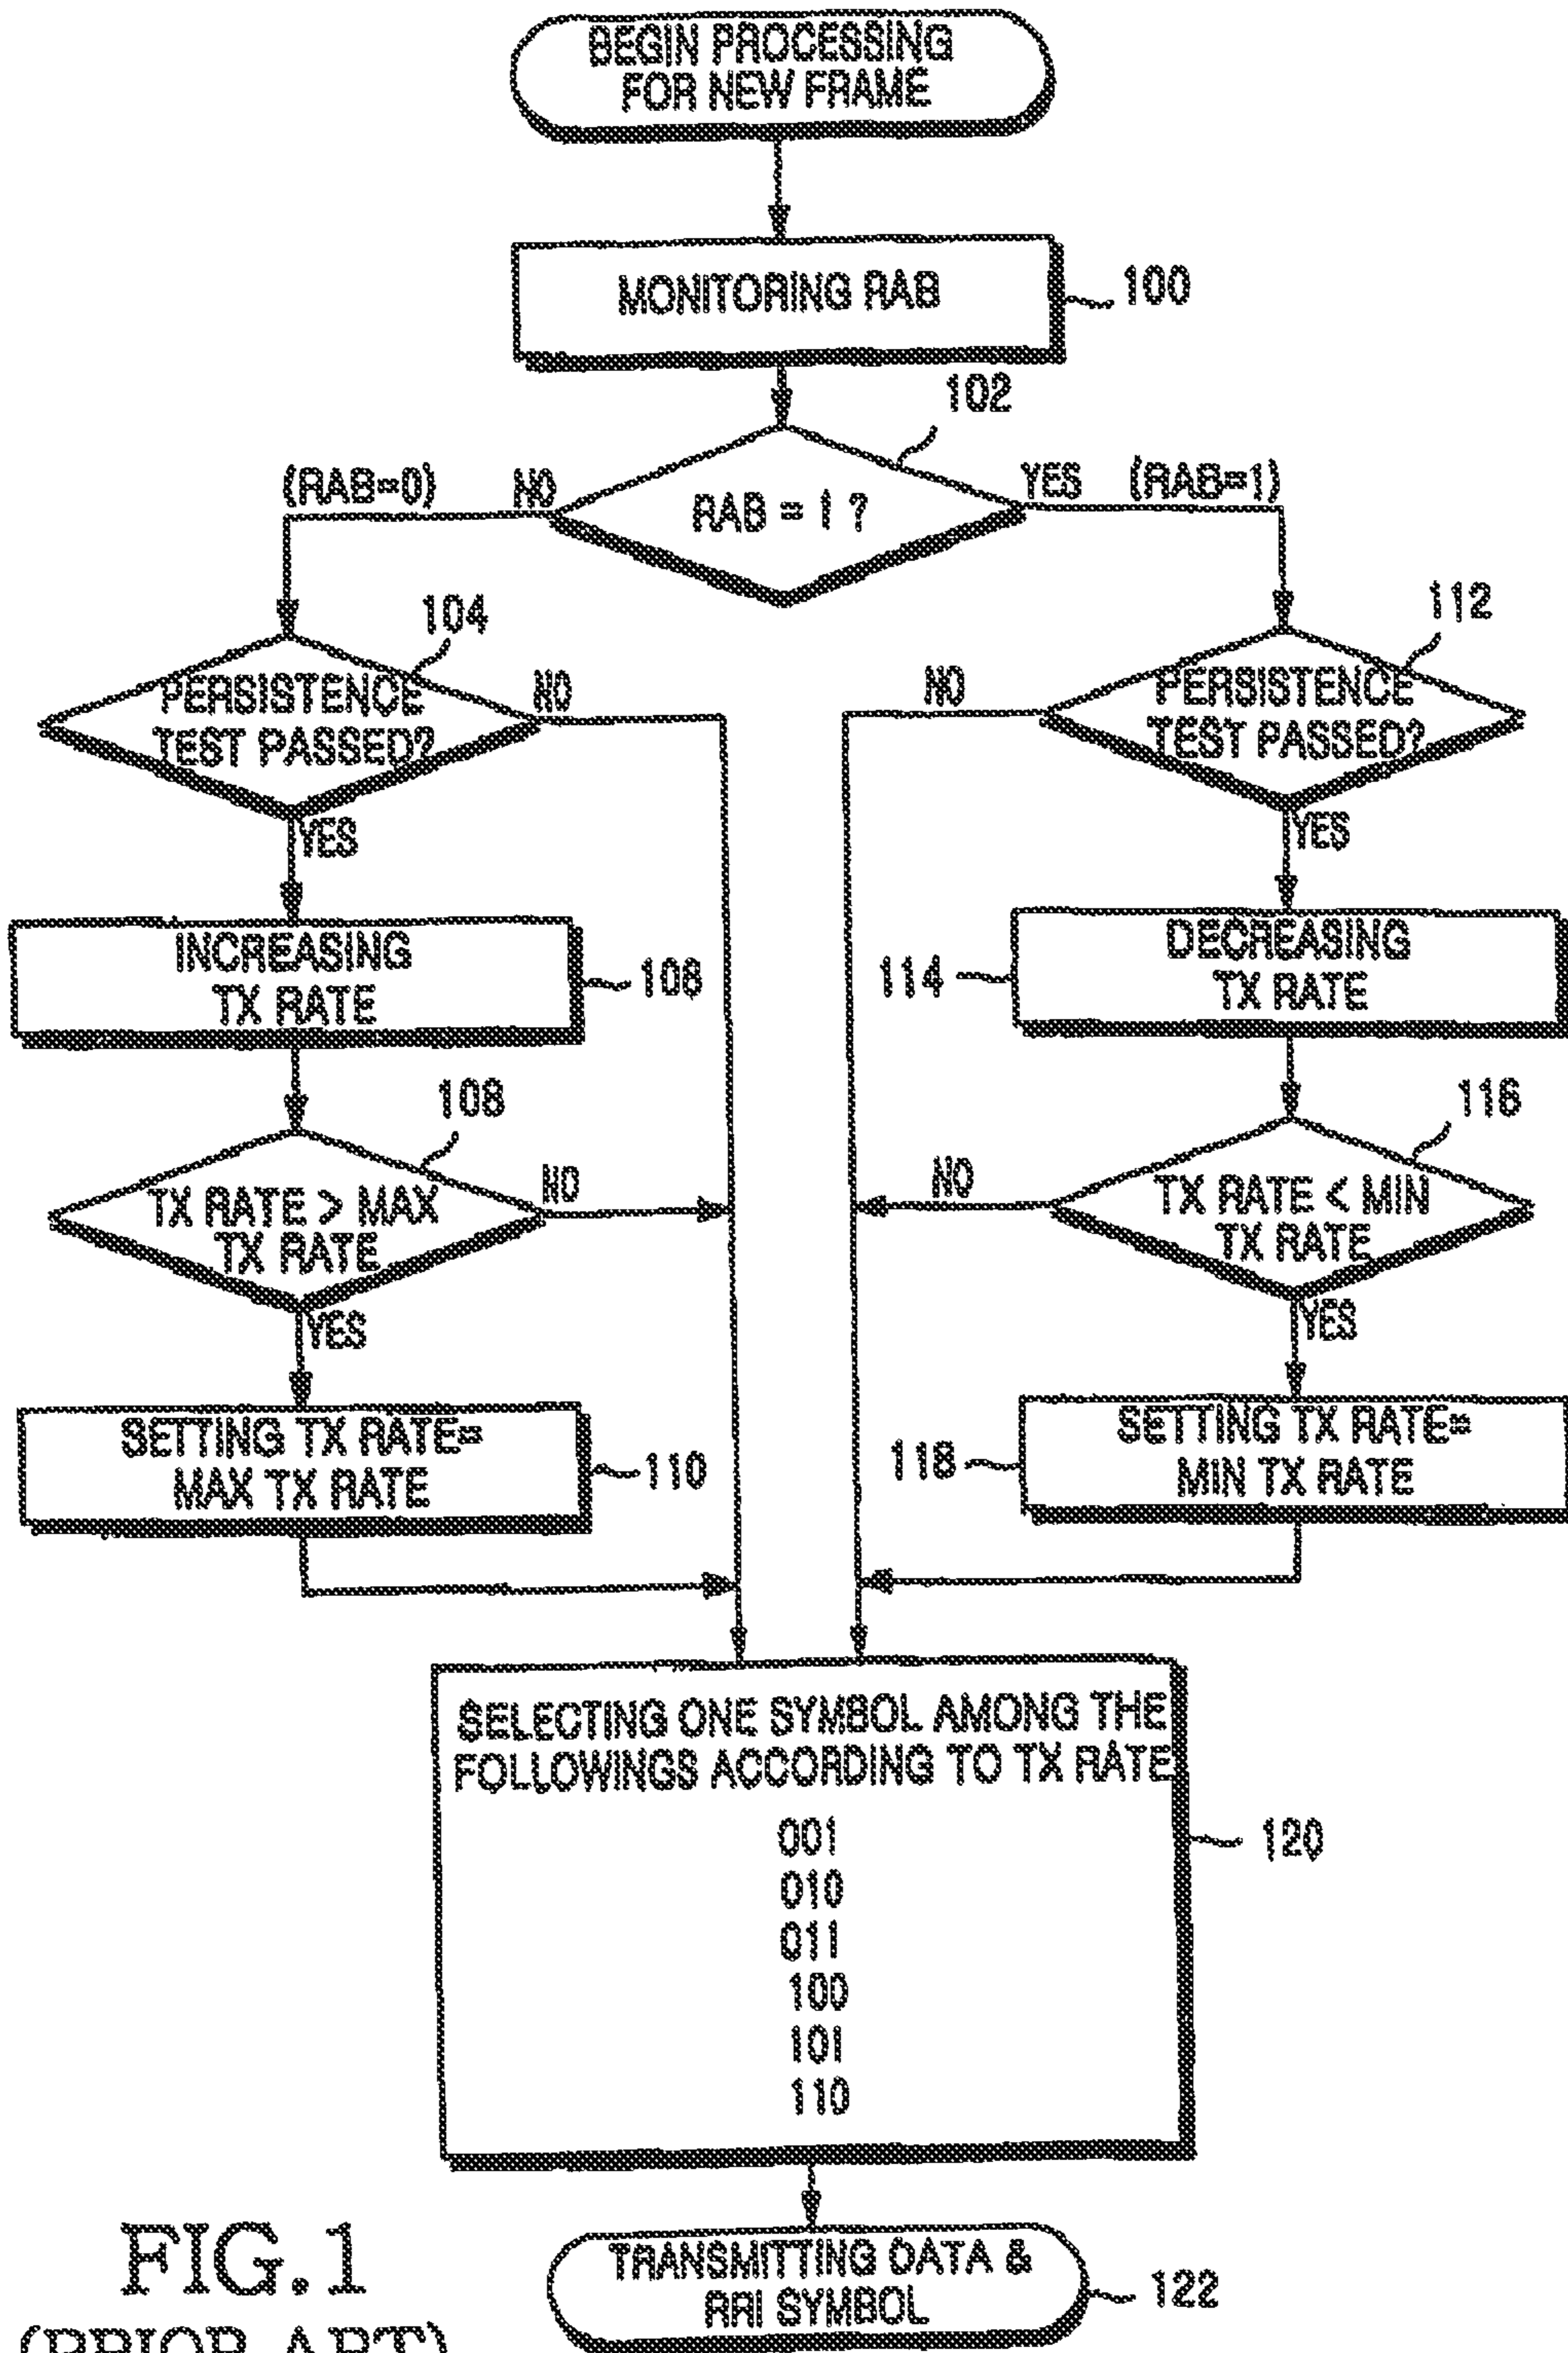 BEGIN PROCESSING
FOR NEW FRAME
MONITORING RAB
100
102
(RAB=0) NO
RAB = 1 ?
YES (RAB=1)
104
PERSISTENCE
TEST PASSED?
NO
YES
112
NO
PERSISTENCE
TEST PASSED?
YES
INCREASING
TX RATE
106
114
DECREASING
TX RATE
108
TX RATE > MAX
TX RATE
NO
YES
116
NO
TX RATE < MIN
TX RATE
YES
SETTING TX RATE=
MAX TX RATE
110
118
SETTING TX RATE=
MIN TX RATE
SELECTING ONE SYMBOL AMONG THE
FOLLOWINGS ACCORDING TO TX RATE
001
010
011
100
101
110
120
TRANSMITTING DATA &
RRI SYMBOL
122
FIG.1
(PRIOR ART)